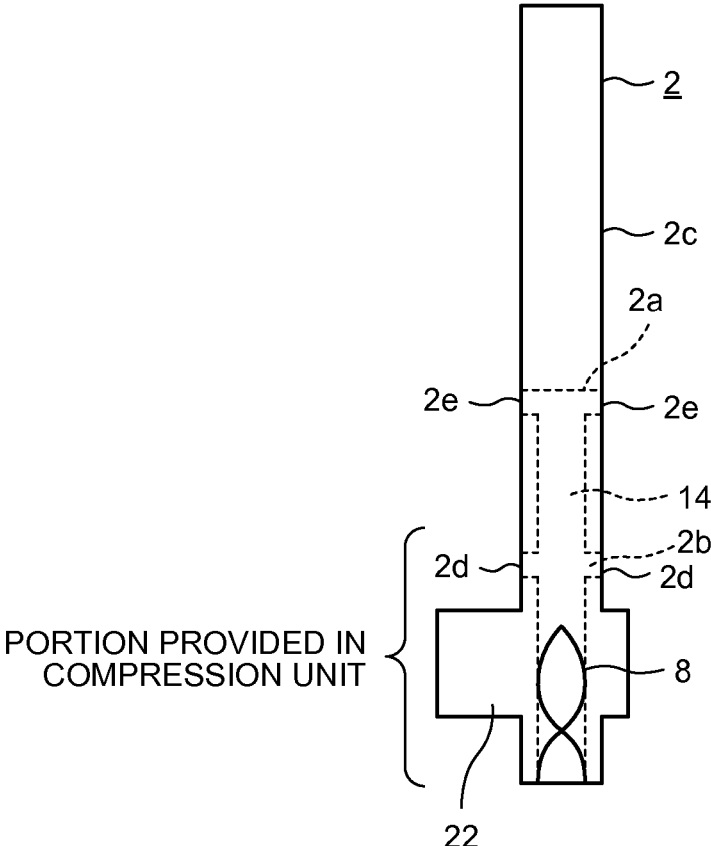 2
2c
2a
2e
2e
14
2b
2d
2d
PORTION PROVIDED IN
COMPRESSION UNIT
8
22